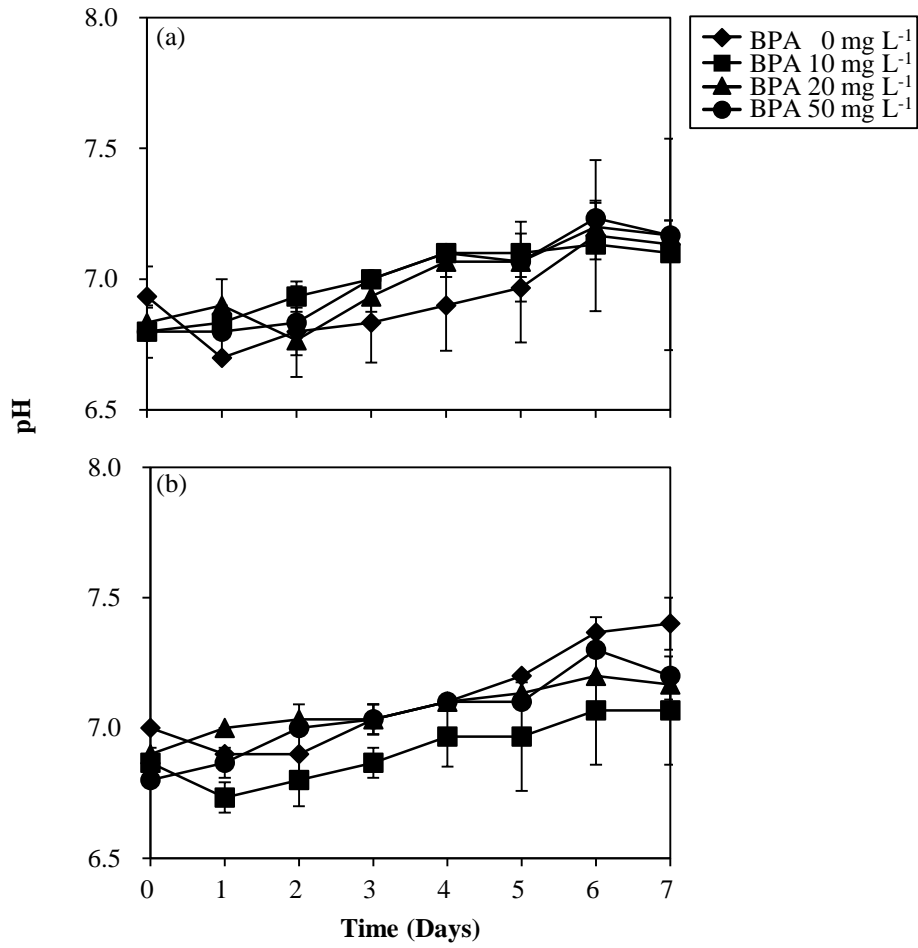 8.0
(a)
7.5
7.0
6.5
BPA 0 mg L-1
BPA 10 mg L-1
BPA 20 mg L-1
BPA 50 mg L-1
pH
8.0
(b)
7.5
7.0
6.5
0 1 2 3 4 5 6 7
Time (Days)